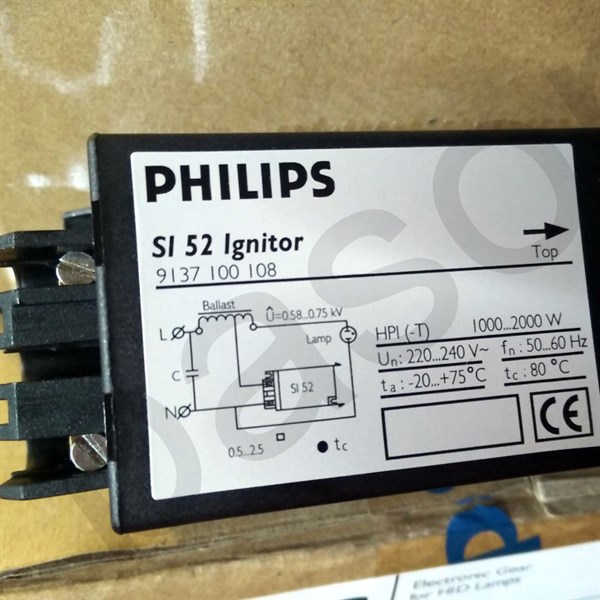 PHILIPS
SI 52 Ignitor
9137 100 108
Top
Ballast
Û=0.58..0.75 kV
Lamp
L
C
N
SI 52
0.5...2.5
tc
HPI (-T) 1000...2000 W
Un: 220...240 V~ fn: 50...60 Hz
ta: -20...+75°C tc: 80 °C
CE
Electronic Gear
for HID Lamps